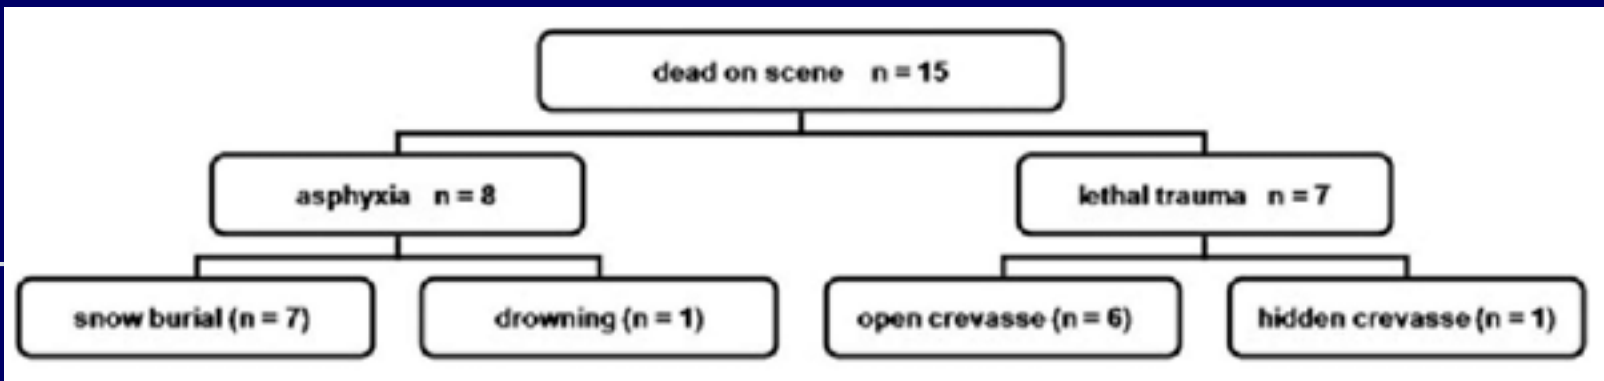 dead on scene n = 15
asphyxia n = 8
lethal trauma n = 7
snow burial (n = 7)
drowning (n = 1)
open crevasse (n = 6)
hidden crevasse (n = 1)